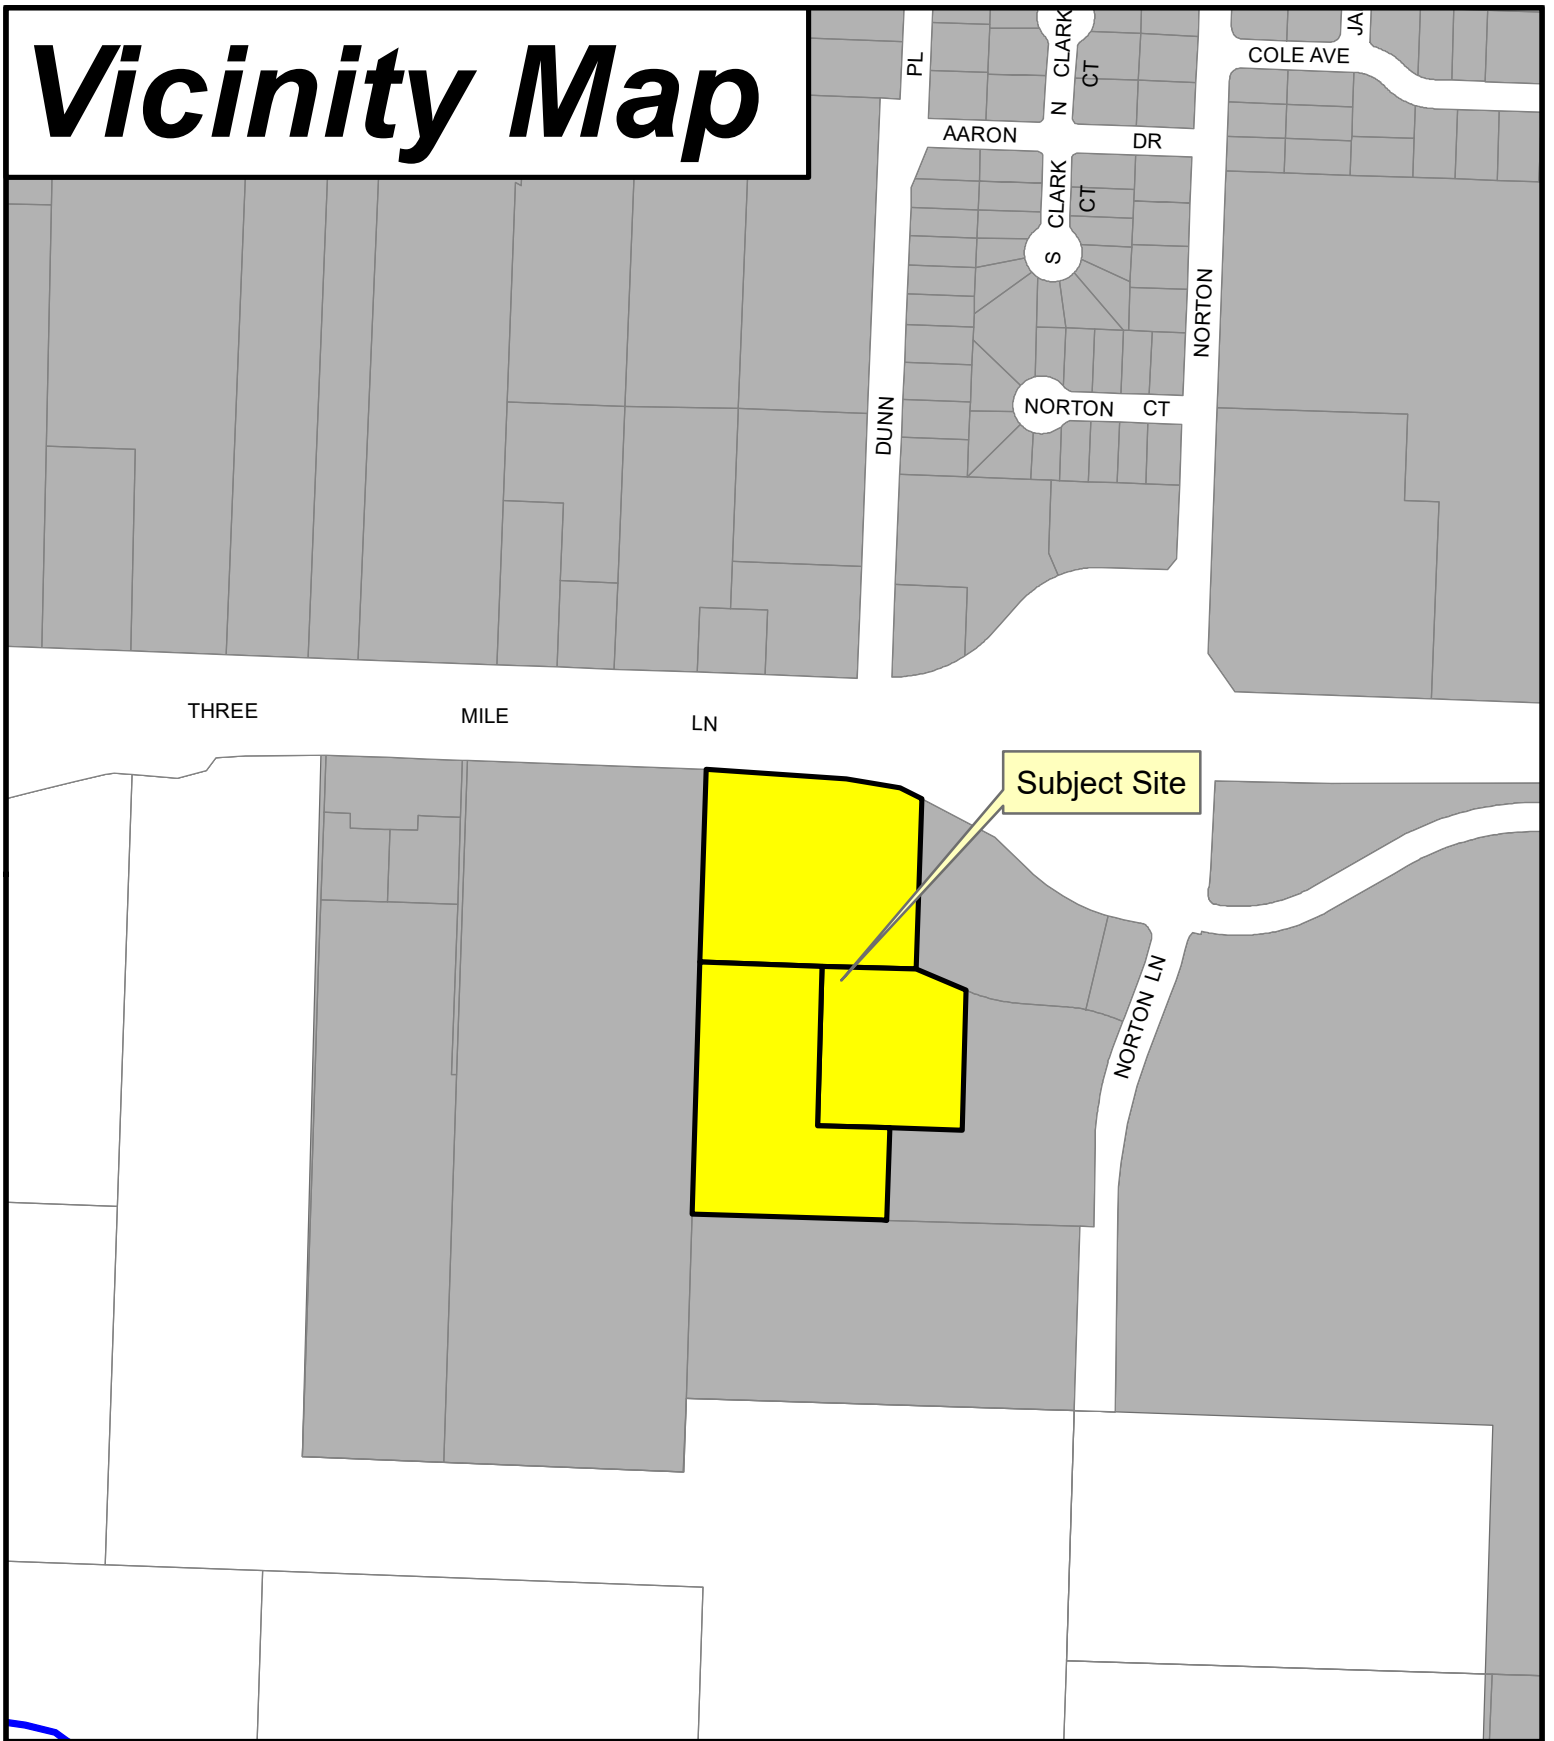 Vicinity Map
PL
N CLARK
CT
JA
COLE AVE
AARON DR
S CLARK
CT
NORTON
DUNN
NORTON CT
THREE MILE LN
Subject Site
NORTON LN